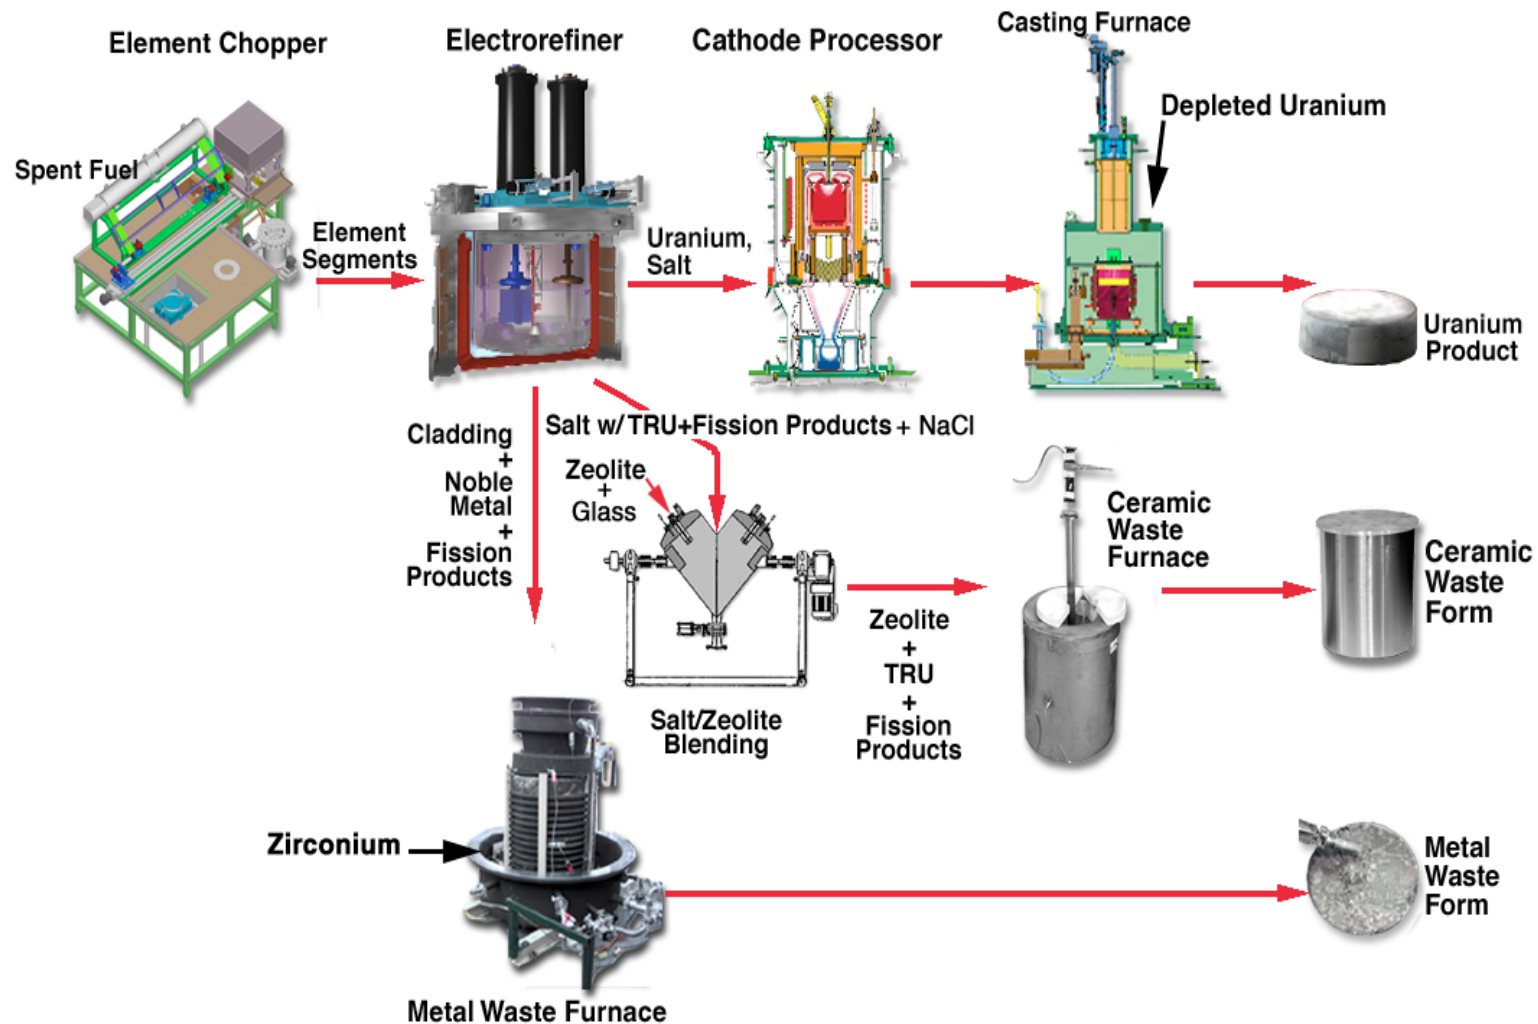 Element Chopper
Electrorefiner
Cathode Processor
Casting Furnace
Depleted Uranium
Spent Fuel
Element
Segments
Uranium,
Salt
Uranium
Product
Cladding
+
Noble
Metal
+
Fission
Products
Salt w/ TRU+Fission Products + NaCl
Zeolite
+
Glass
Salt/Zeolite
Blending
Zeolite
+
TRU
+
Fission
Products
Ceramic
Waste
Furnace
Ceramic
Waste
Form
Zirconium
Metal Waste Furnace
Metal
Waste
Form